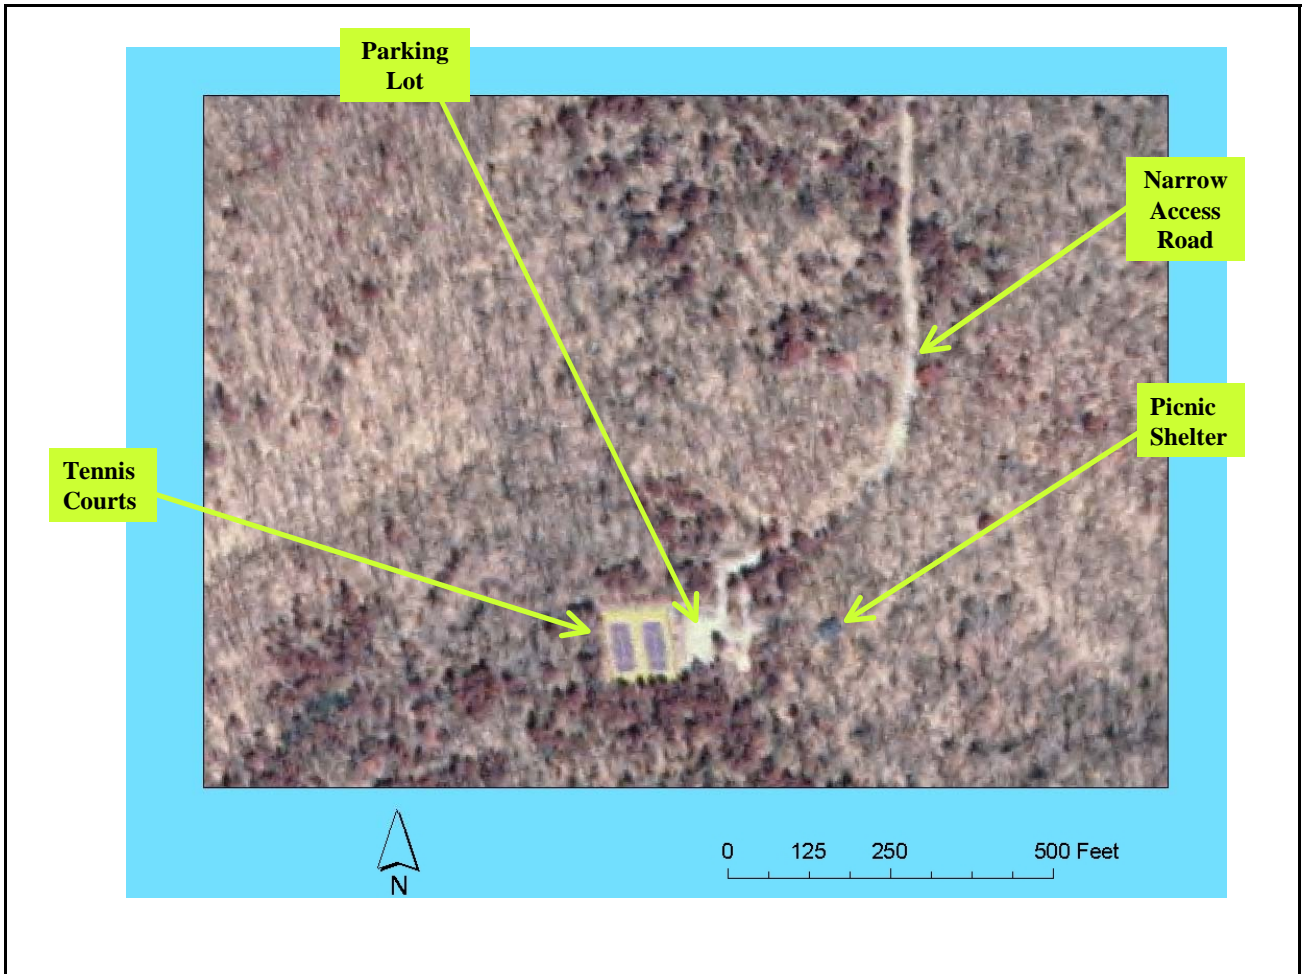 Parking
Lot
Narrow
Access
Road
Picnic
Shelter
Tennis
Courts
N
0 125 250 500 Feet